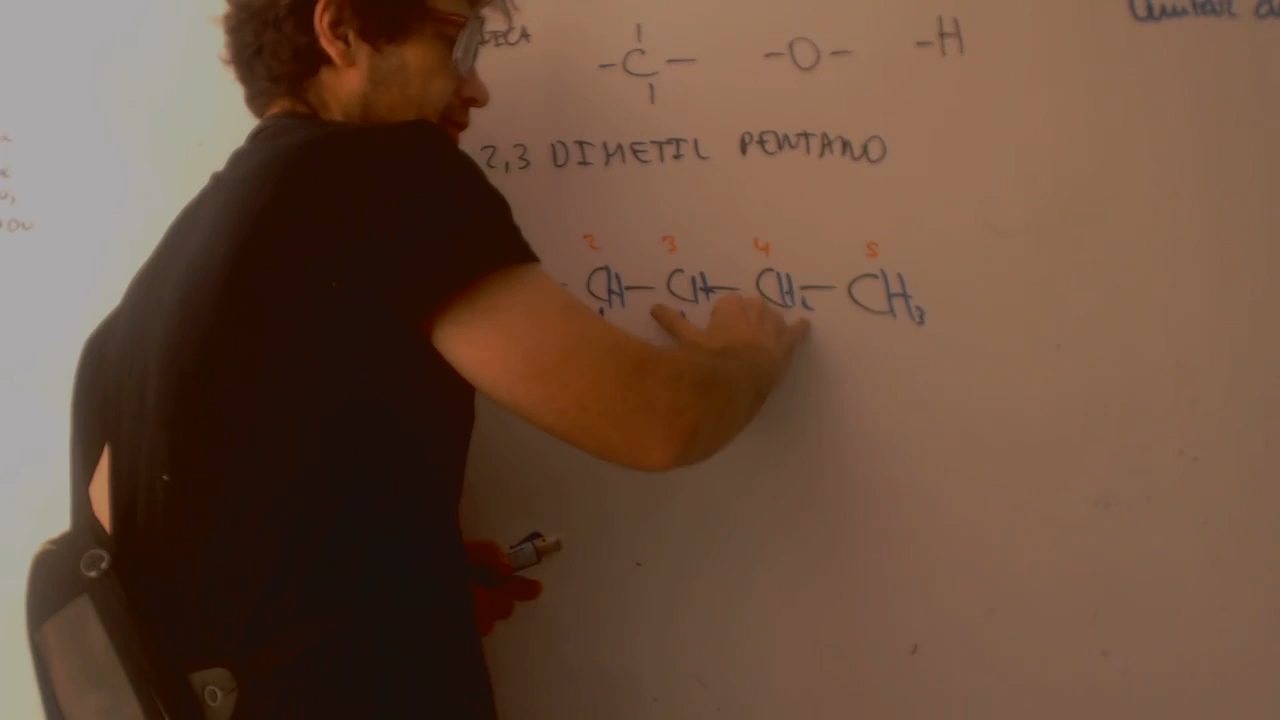 -C- -O- -H
2,3 DIMETIL PENTANO
2 3 4 5
CH-CH-CH2-CH3